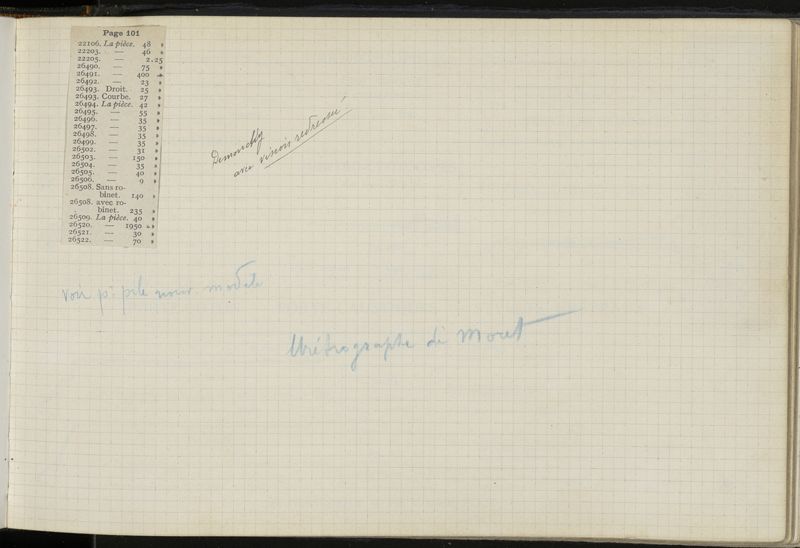 Page 101
22106. La pièce. 48 »
22203. — 46 »
22205. — 2.25
26490. — 75 »
26491. — 400 »
26492. — 23 »
26493. Droit. 25 »
26493. Courbe. 27 »
26494. La pièce. 42 »
26495. — 55 »
26496. — 35 »
26497. — 35 »
26498. — 35 »
26499. — 35 »
26502. — 31 »
26503. — 150 »
26504. — 35 »
26505. — 40 »
26506. — 9 »
26508. Sans ro-
binet. 140 »
26508. avec ro-
binet. 235 »
26509. La pièce. 40 »
26520. — 1950 »
26521. — 30 »
26522. — 70 »
avec
voir
Urétrographe de Moret